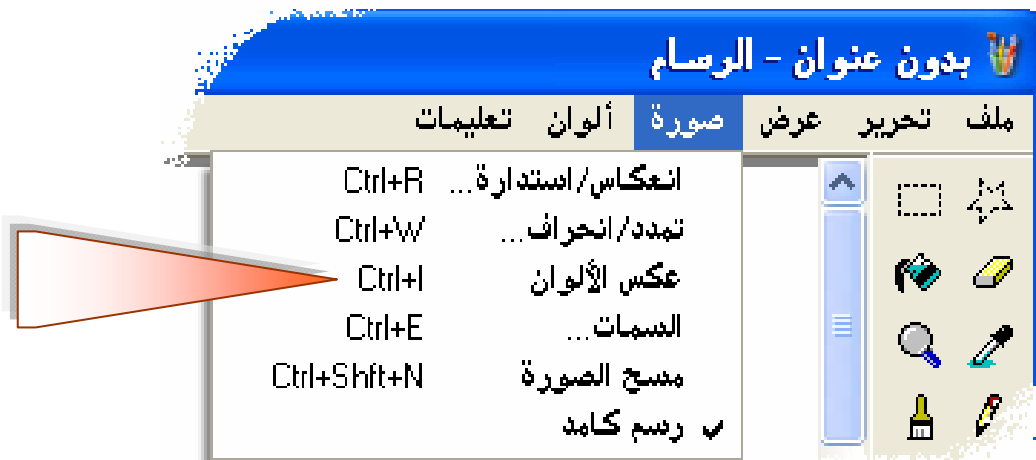 بدون عنوان - الرسام
ملف تحرير عرض صورة ألوان تعليمات
انعكاس/استدارة... Ctrl+R
تمدد/انحراف... Ctrl+W
عكس الألوان Ctrl+I
السمات... Ctrl+E
مسح الصورة Ctrl+Shft+N
رسم كامد